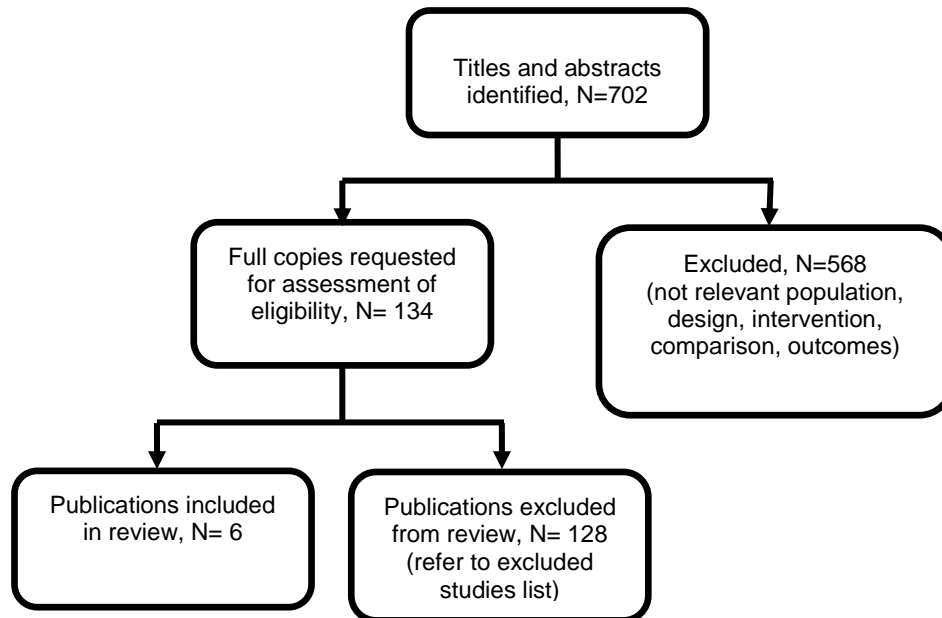 Titles and abstracts
identified, N=702
Full copies requested
for assessment of
eligibility, N= 134
Excluded, N=568
(not relevant population,
design, intervention,
comparison, outcomes)
Publications included
in review, N= 6
Publications excluded
from review, N= 128
(refer to excluded
studies list)